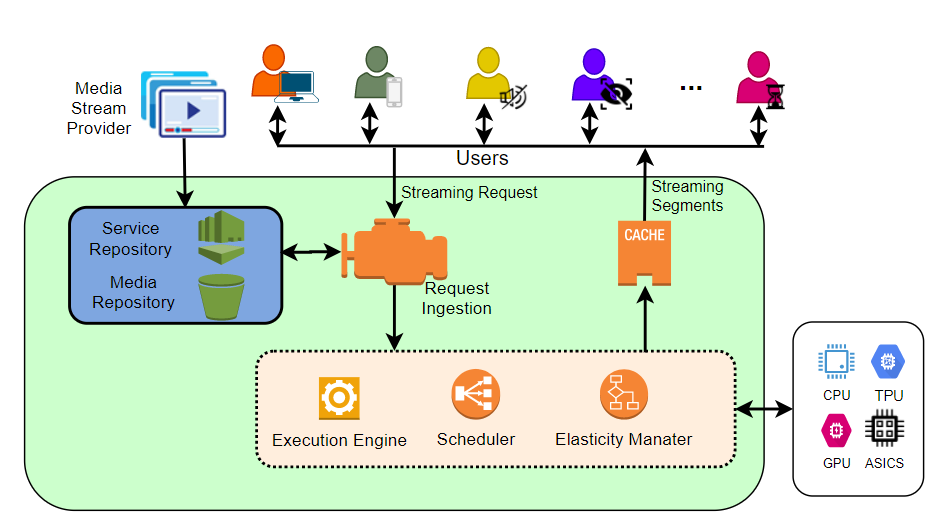 Media
Stream
Provider
...
Users
Streaming Request
Streaming
Segments
Service
Repository
CACHE
Media
Repository
Request
Ingestion
CPU
TPU
Execution Engine
Scheduler
Elasticity Manater
GPU
ASICS